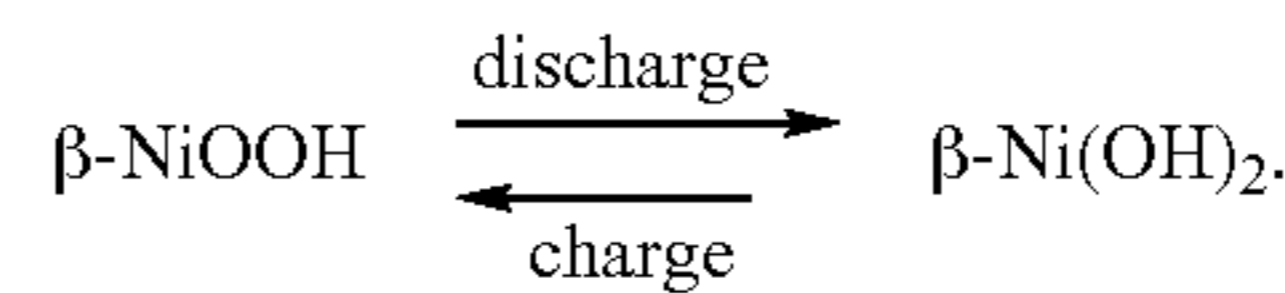 discharge
β-NiOOH β-Ni(OH)₂.
charge